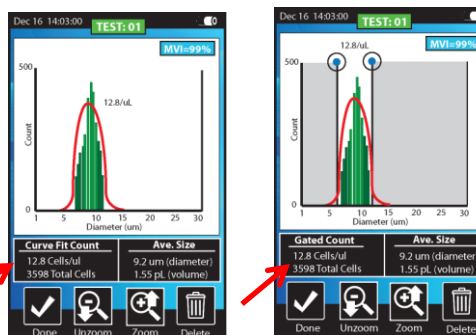 Dec 16 14:03:00
TEST: 01
MVI=99%
500
12.8/uL
Count
0
1 5 10 15 20 25 30
Diameter (um)
Curve Fit Count
12.8 Cells/ul
3598 Total Cells
Ave. Size
9.2 um (diameter)
1.55 pL (volume)
Done Unzoom Zoom Delete
Dec 16 14:03:00
TEST: 01
MVI=99%
12.8/uL
500
Count
0
1 5 10 15 20 25 30
Diameter (um)
Gated Count
12.8 Cells/ul
3598 Total Cells
Ave. Size
9.2 um (diameter)
1.55 pL (volume)
Done Unzoom Zoom Delete